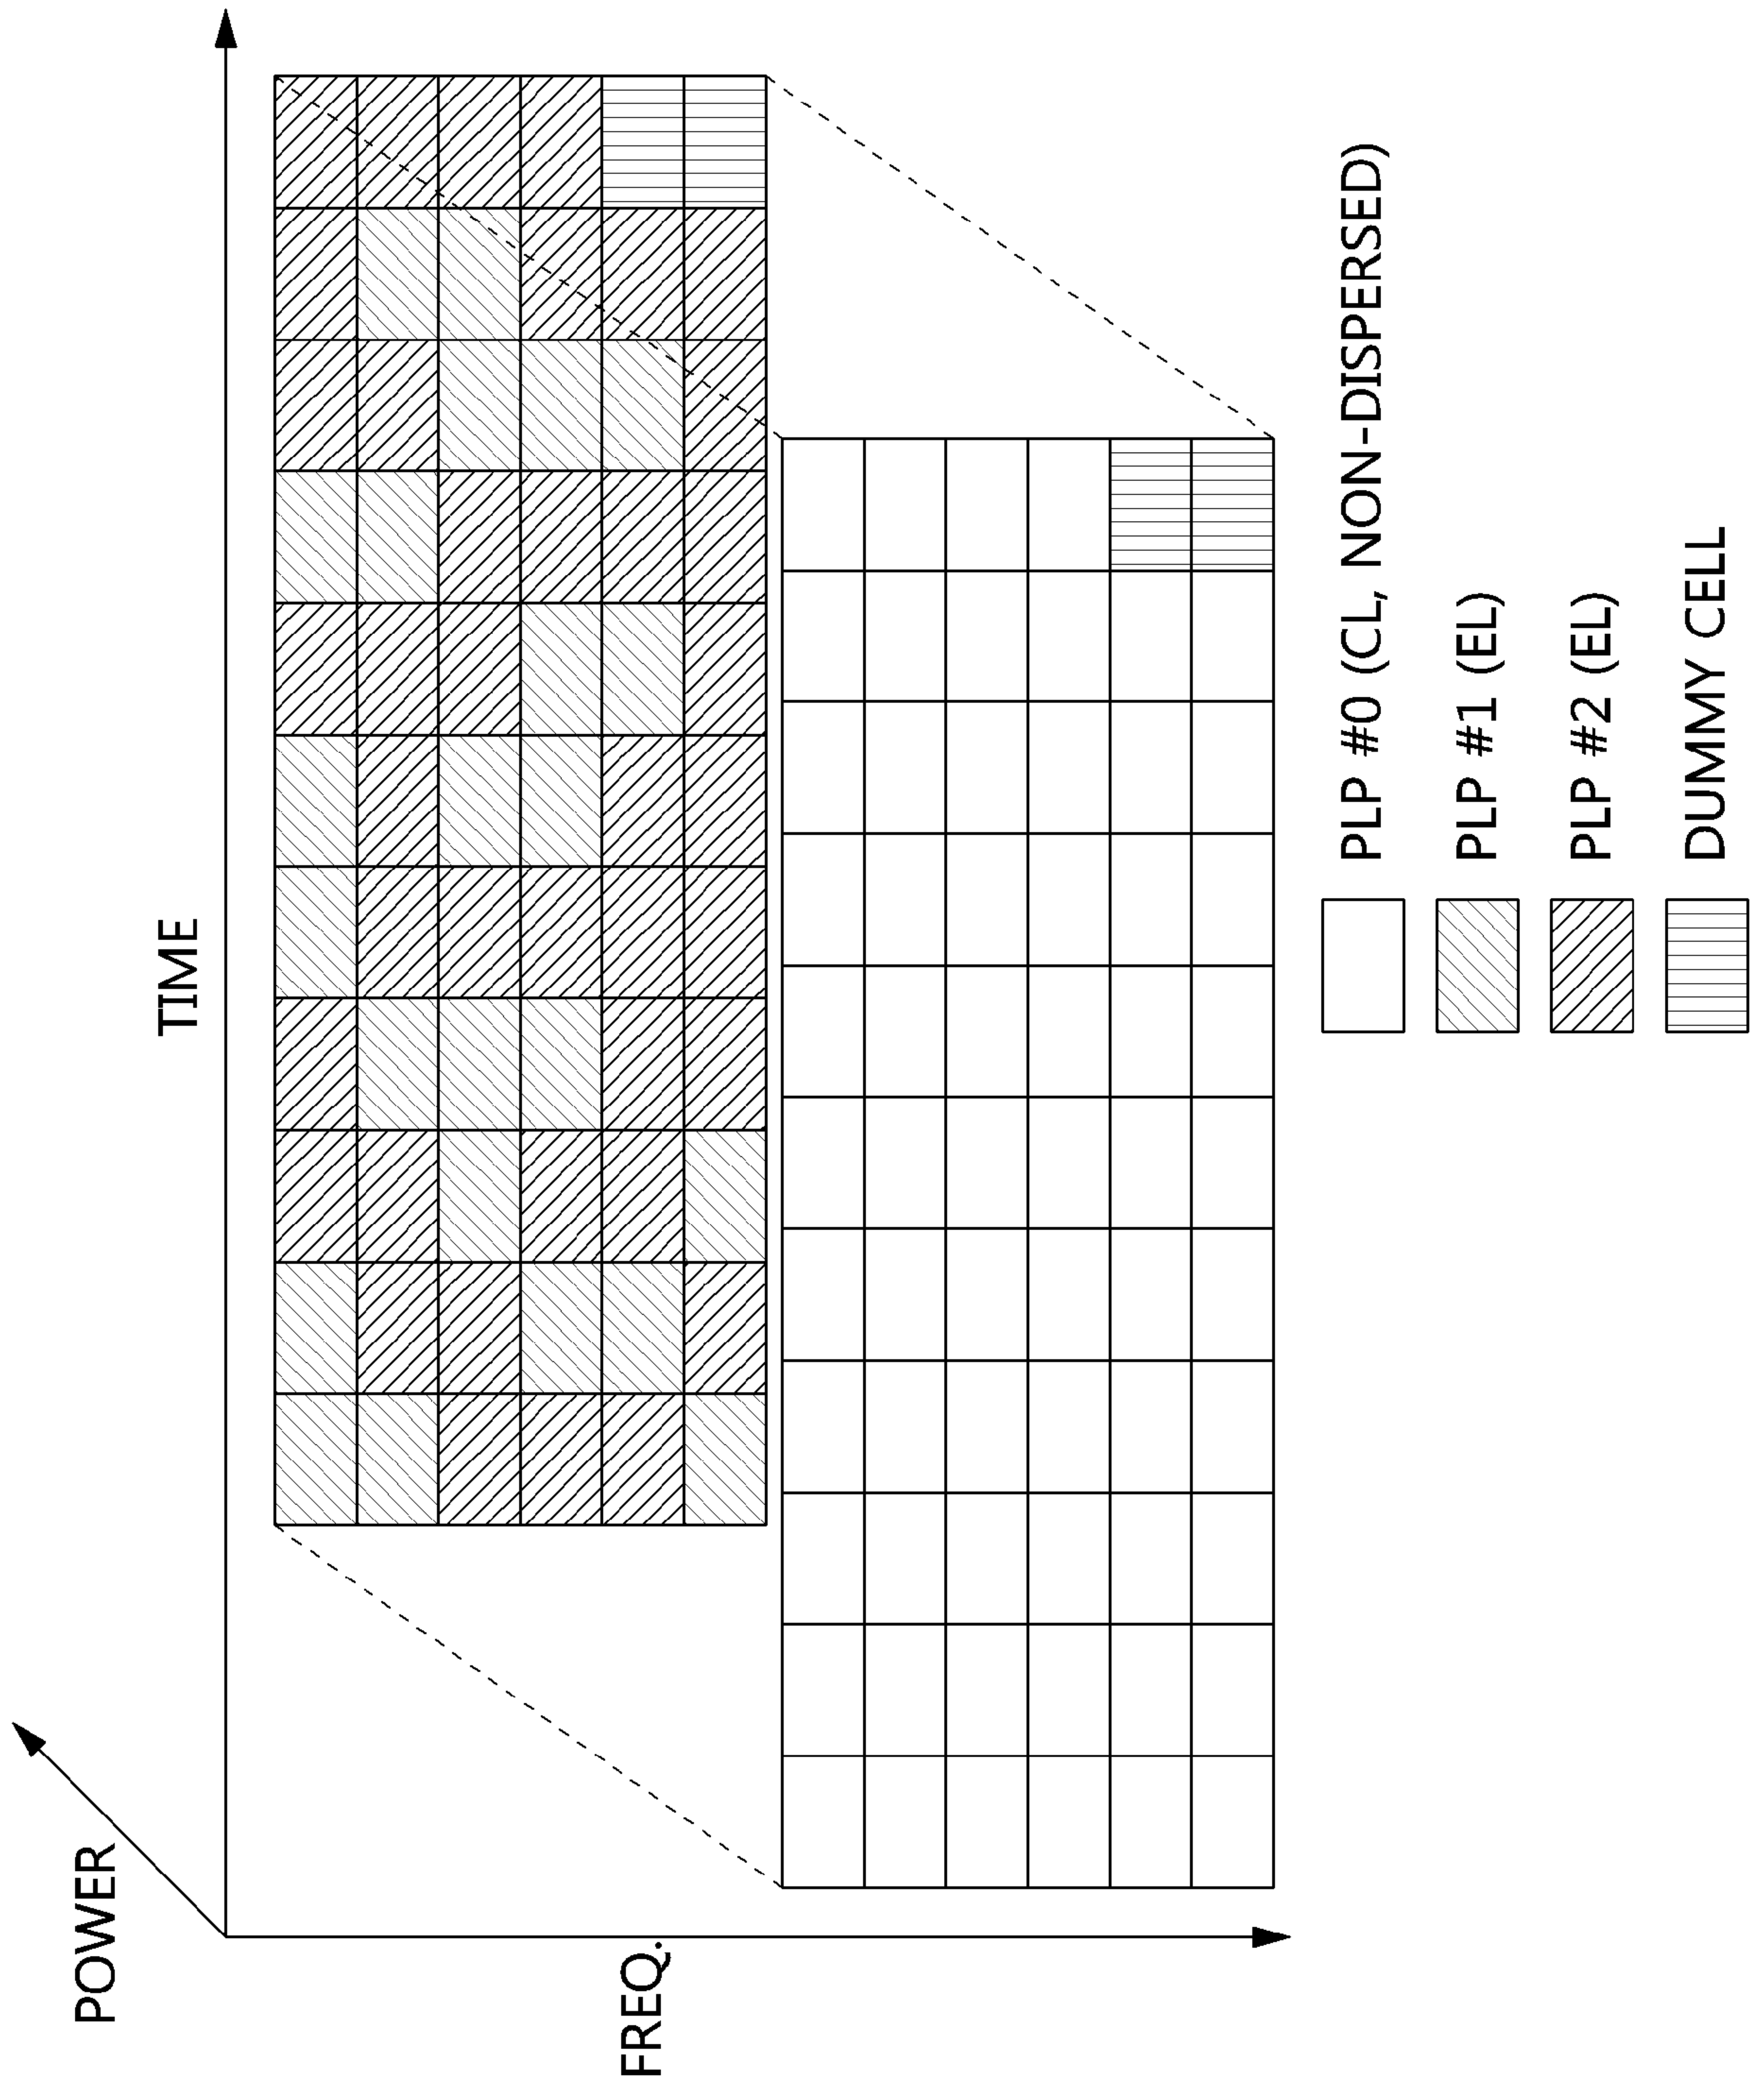 POWER
TIME
FREQ.
PLP #0 (CL, NON-DISPERSED)
PLP #1 (EL)
PLP #2 (EL)
DUMMY CELL